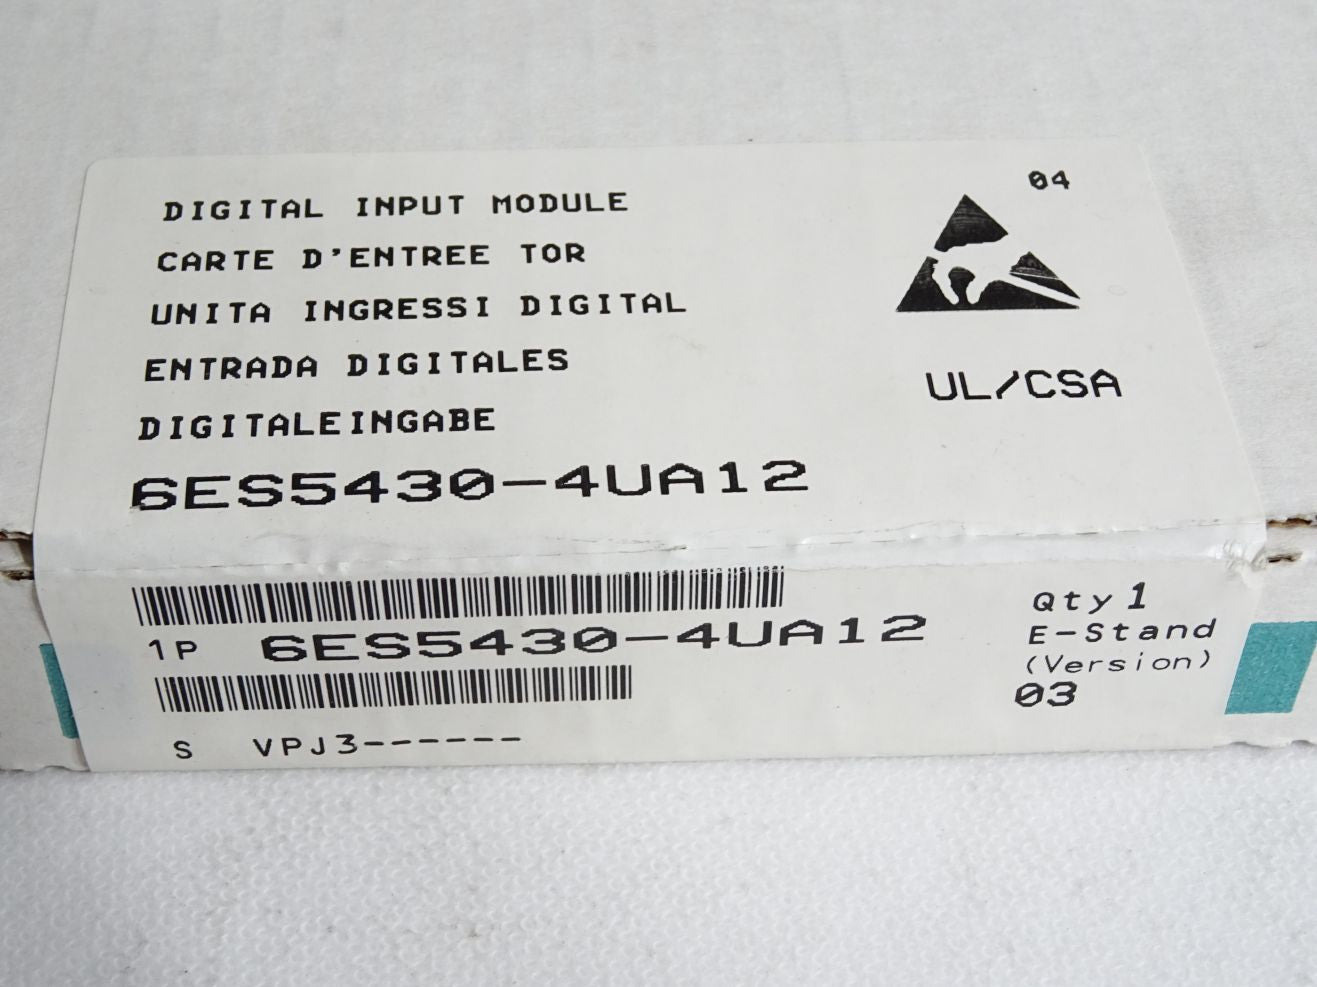 04
DIGITAL INPUT MODULE
CARTE D'ENTREE TOR
UNITA INGRESSI DIGITAL
ENTRADA DIGITALES
DIGITALEINGABE
UL/CSA
6ES5430-4UA12
1P 6ES5430-4UA12
S VPJ3------
Qty 1
E-Stand
(Version)
03